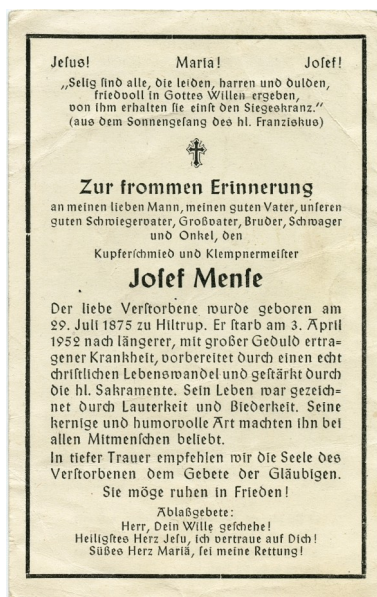 Jesus! Maria! Josef!
„Selig sind alle, die leiden, harren und dulden,
friedvoll in Gottes Willen ergeben,
von ihm erhalten sie einst den Siegeskranz.“
(aus dem Sonnengesang des hl. Franziskus)
Zur frommen Erinnerung
an meinen lieben Mann, meinen guten Vater, unseren
guten Schwiegervater, Großvater, Bruder, Schwager
und Onkel, den
Kupferschmied und Klempnermeister
Josef Mense
Der liebe Verstorbene wurde geboren am
29. Juli 1875 zu Hiltrup. Er starb am 3. April
1952 nach längerer, mit großer Geduld ertra-
gener Krankheit, vorbereitet durch einen echt
christlichen Lebenswandel und gestärkt durch
die hl. Sakramente. Sein Leben war gezeich-
net durch Lauterkeit und Biederkeit. Seine
kernige und humorvolle Art machten ihn bei
allen Mitmenschen beliebt.
In tiefer Trauer empfehlen wir die Seele des
Verstorbenen dem Gebete der Gläubigen.
Sie möge ruhen in Frieden!
Ablaßgebete:
Herr, Dein Wille geschehe!
Heiligstes Herz Jesu, ich vertraue auf Dich!
Süßes Herz Mariä, sei meine Rettung!